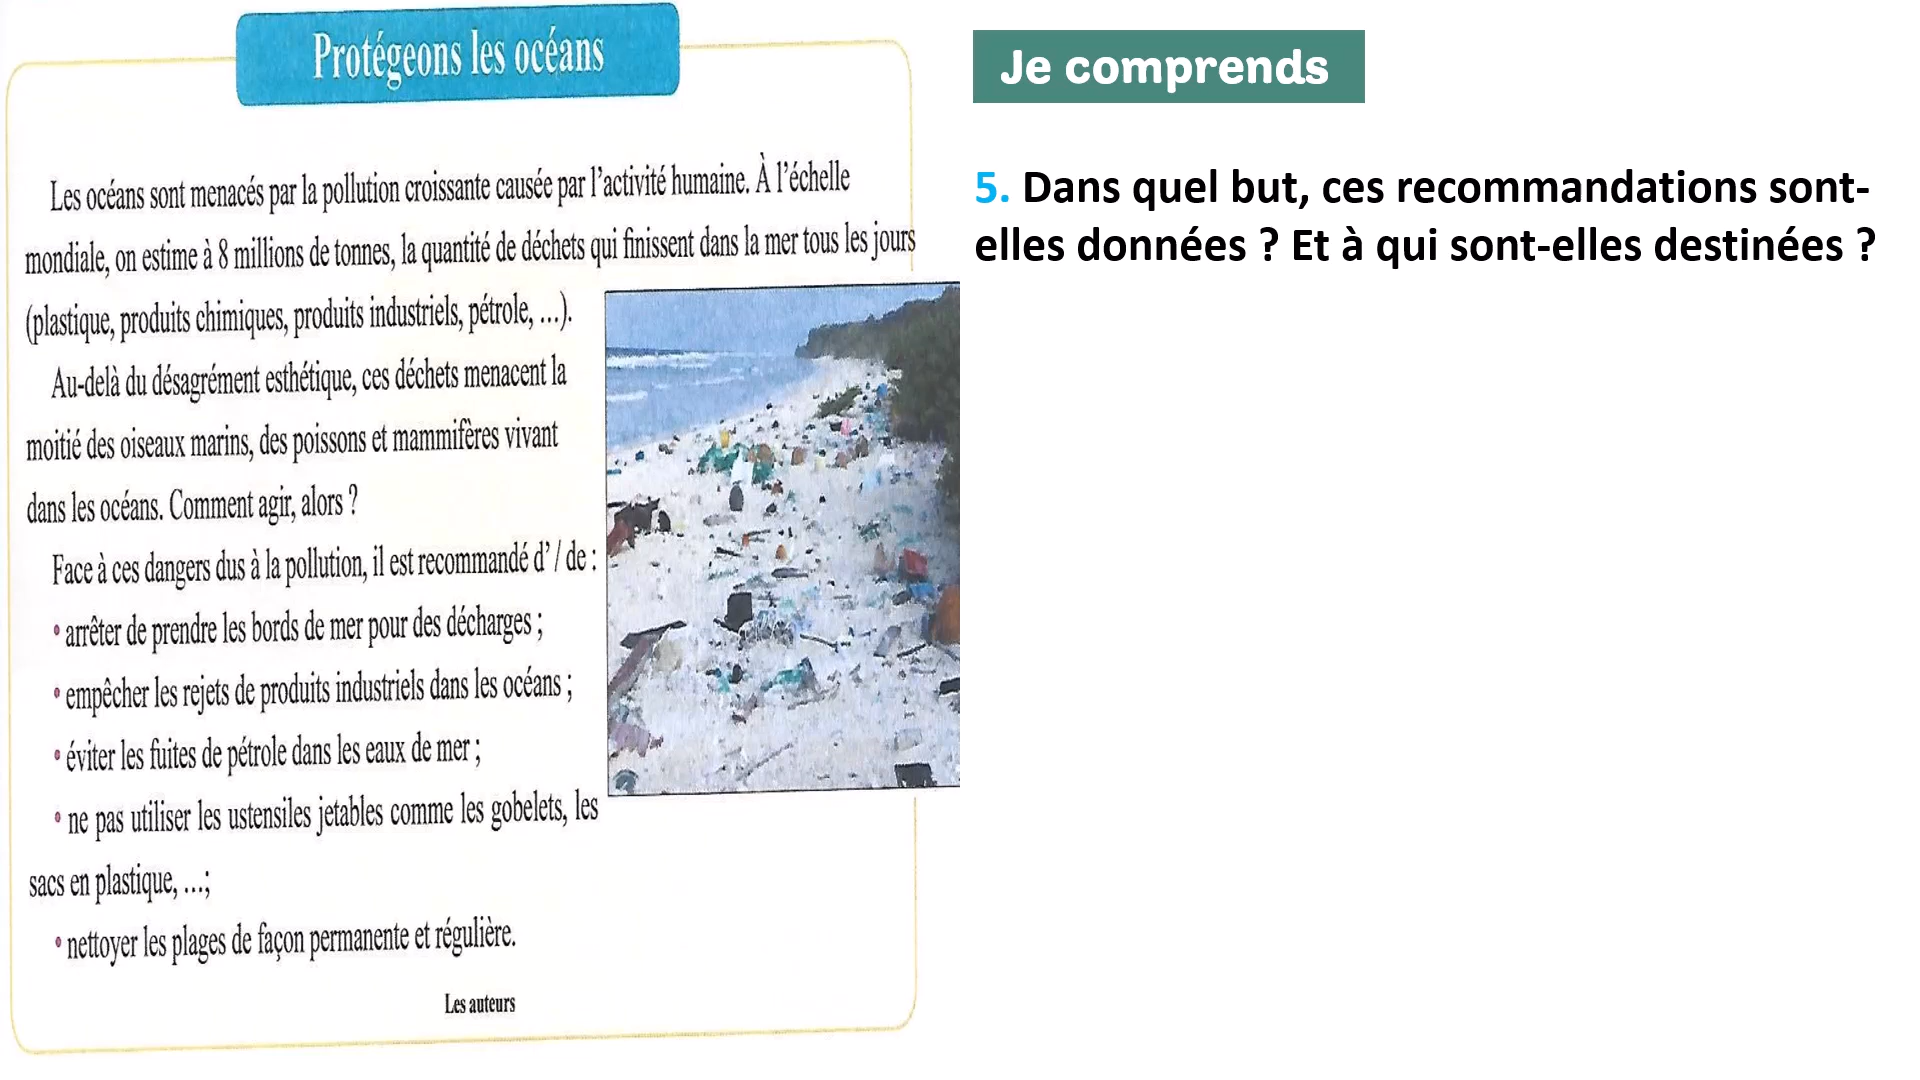 Protégeons les océans
Les océans sont menacés par la pollution croissante causée par l'activité humaine. À l'échelle
mondiale, on estime à 8 millions de tonnes, la quantité de déchets qui finissent dans la mer tous les jours
(plastique, produits chimiques, produits industriels, pétrole, ...).
Au-delà du désagrément esthétique, ces déchets menacent la
moitié des oiseaux marins, des poissons et mammifères vivant
dans les océans. Comment agir, alors ?
Face à ces dangers dus à la pollution, il est recommandé d' / de :
• arrêter de prendre les bords de mer pour des décharges ;
• empêcher les rejets de produits industriels dans les océans ;
• éviter les fuites de pétrole dans les eaux de mer ;
• ne pas utiliser les ustensiles jetables comme les gobelets, les
sacs en plastique, ...;
• nettoyer les plages de façon permanente et régulière.
Les auteurs
Je comprends
5. Dans quel but, ces recommandations sont-
elles données ? Et à qui sont-elles destinées ?